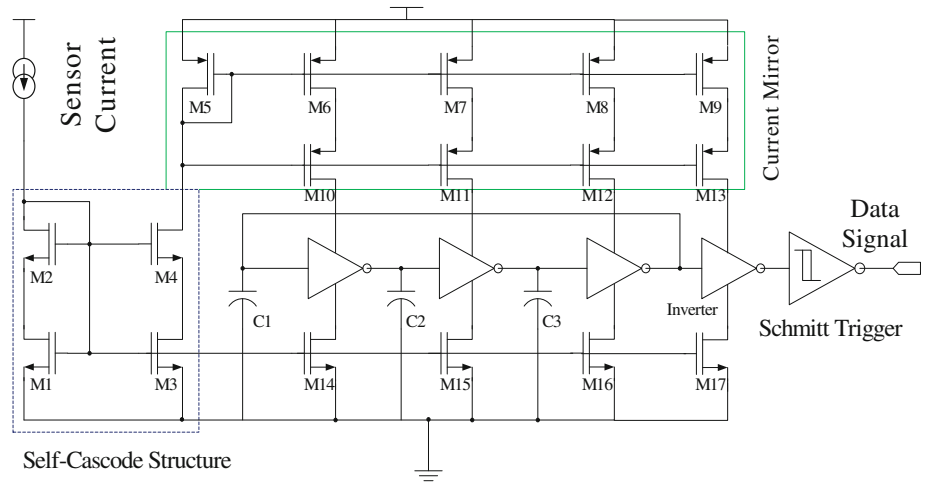 Sensor
Current
Current Mirror
M5
M6
M7
M8
M9
M10
M11
M12
M13
M2
M4
Data
Signal
C1
C2
C3
Inverter
Schmitt Trigger
M1
M3
M14
M15
M16
M17
Self-Cascode Structure